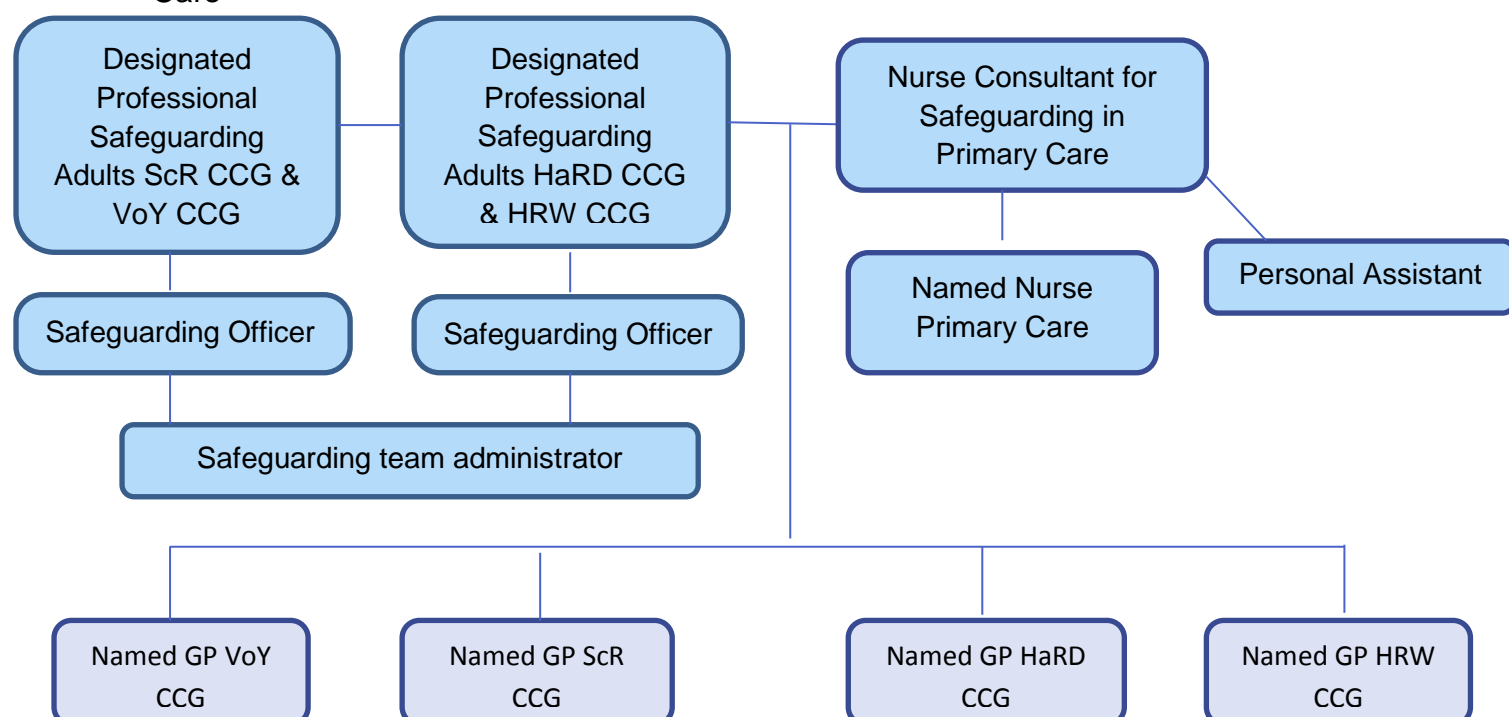 Care
Designated
Professional
Safeguarding
Adults ScR CCG &
VoY CCG
Designated
Professional
Safeguarding
Adults HaRD CCG
& HRW CCG
Nurse Consultant for
Safeguarding in
Primary Care
Safeguarding Officer
Safeguarding Officer
Named Nurse
Primary Care
Personal Assistant
Safeguarding team administrator
Named GP VoY
CCG
Named GP ScR
CCG
Named GP HaRD
CCG
Named GP HRW
CCG